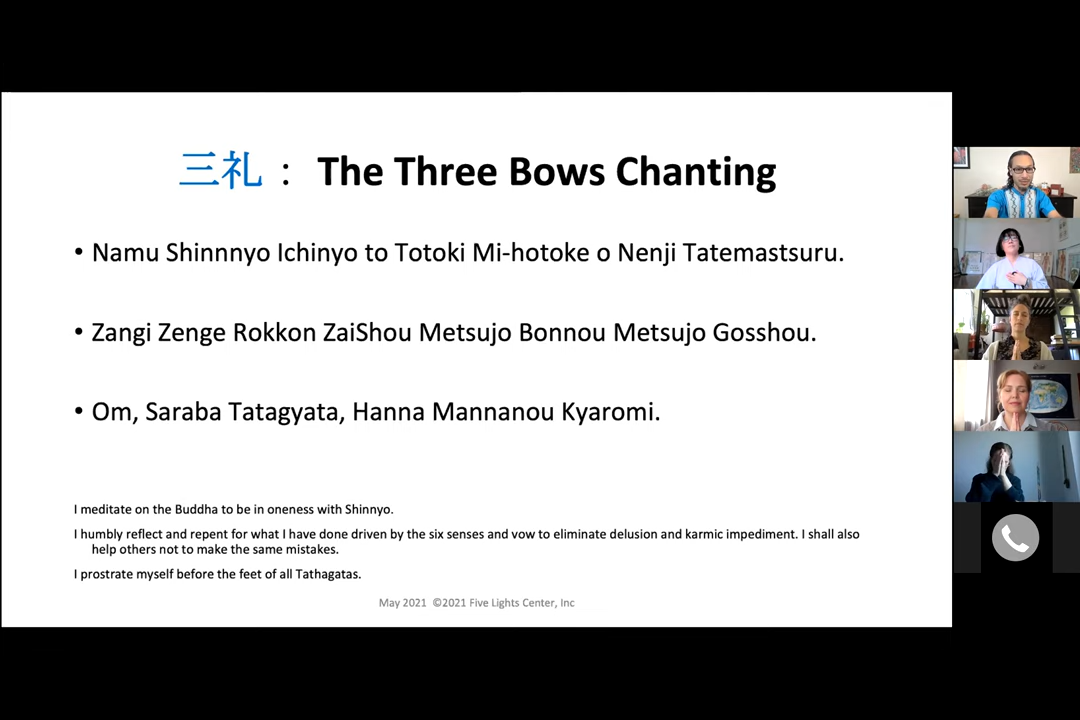 三礼 : The Three Bows Chanting
• Namu Shinnnyo Ichinyo to Totoki Mi-hotoke o Nenji Tatemastsuru.
• Zangi Zenge Rokkon ZaiShou Metsujo Bonnou Metsujo Gosshou.
• Om, Saraba Tatagyata, Hanna Mannanou Kyaromi.
I meditate on the Buddha to be in oneness with Shinnyo.
I humbly reflect and repent for what I have done driven by the six senses and vow to eliminate delusion and karmic impediment. I shall also
help others not to make the same mistakes.
I prostrate myself before the feet of all Tathagatas.
May 2021 ©2021 Five Lights Center, Inc